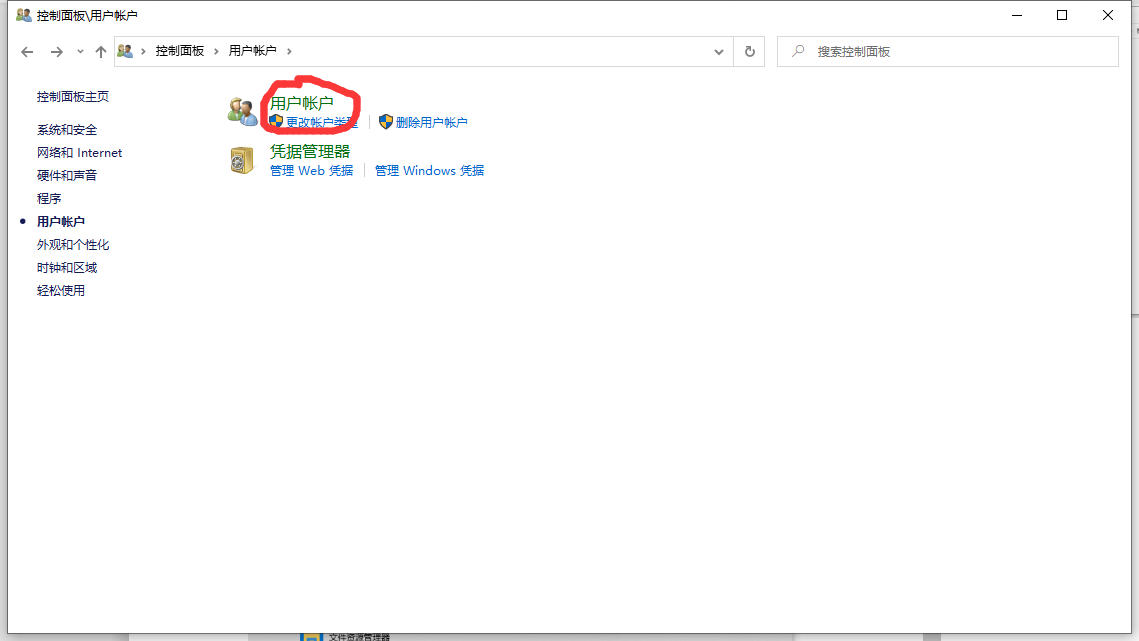 控制面板\用户帐户
控制面板 用户帐户
搜索控制面板
控制面板主页
系统和安全
网络和 Internet
硬件和声音
程序
用户帐户
外观和个性化
时钟和区域
轻松使用
用户帐户
更改帐户类型 删除用户帐户
凭据管理器
管理 Web 凭据 管理 Windows 凭据
文件资源管理器